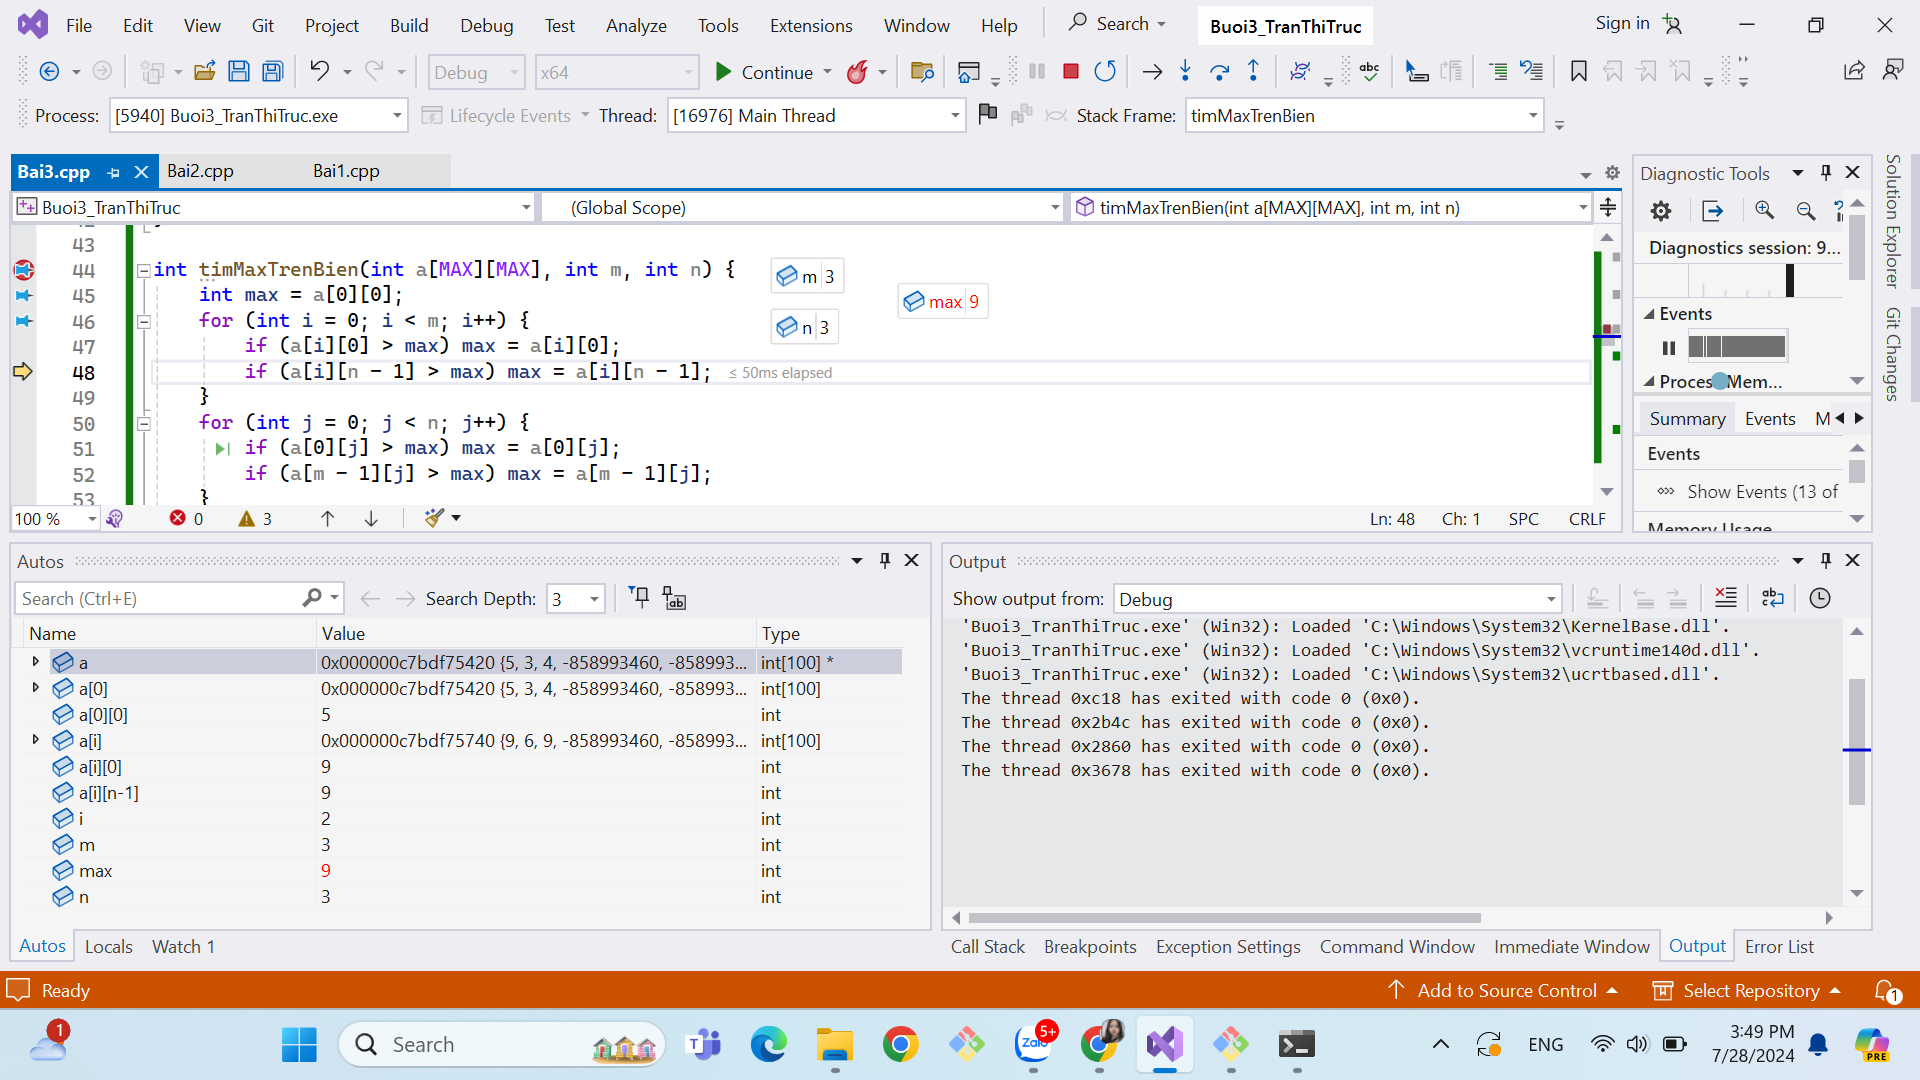 File Edit View Git Project Build Debug Test Analyze Tools Extensions Window Help Search Buoi3_TranThiTruc Sign in
Debug x64 Continue
Process: [5940] Buoi3_TranThiTruc.exe Lifecycle Events Thread: [16976] Main Thread Stack Frame: timMaxTrenBien
Bai3.cpp Bai2.cpp Bai1.cpp
Buoi3_TranThiTruc (Global Scope) timMaxTrenBien(int a[MAX][MAX], int m, int n)
43
44 int timMaxTrenBien(int a[MAX][MAX], int m, int n) {
45 int max = a[0][0];
46 for (int i = 0; i < m; i++) {
47 if (a[i][0] > max) max = a[i][0];
48 if (a[i][n - 1] > max) max = a[i][n - 1]; ≤ 50ms elapsed
49 }
50 for (int j = 0; j < n; j++) {
51 if (a[0][j] > max) max = a[0][j];
52 if (a[m - 1][j] > max) max = a[m - 1][j];
53 }
m 3
max 9
n 3
100 % 0 3 Ln: 48 Ch: 1 SPC CRLF
Diagnostic Tools
Diagnostics session: 9...
Events
Process Mem...
Summary Events M
Events
Show Events (13 of
Memory Usage
Solution Explorer
Git Changes
Autos
Search (Ctrl+E) Search Depth: 3
Name Value Type
a 0x000000c7bdf75420 {5, 3, 4, -858993460, -858993... int[100] *
a[0] 0x000000c7bdf75420 {5, 3, 4, -858993460, -858993... int[100]
a[0][0] 5 int
a[i] 0x000000c7bdf75740 {9, 6, 9, -858993460, -858993... int[100]
a[i][0] 9 int
a[i][n-1] 9 int
i 2 int
m 3 int
max 9 int
n 3 int
Autos Locals Watch 1
Output
Show output from: Debug
'Buoi3_TranThiTruc.exe' (Win32): Loaded 'C:\Windows\System32\KernelBase.dll'.
'Buoi3_TranThiTruc.exe' (Win32): Loaded 'C:\Windows\System32\vcruntime140d.dll'.
'Buoi3_TranThiTruc.exe' (Win32): Loaded 'C:\Windows\System32\ucrtbased.dll'.
The thread 0xc18 has exited with code 0 (0x0).
The thread 0x2b4c has exited with code 0 (0x0).
The thread 0x2860 has exited with code 0 (0x0).
The thread 0x3678 has exited with code 0 (0x0).
Call Stack Breakpoints Exception Settings Command Window Immediate Window Output Error List
Ready Add to Source Control Select Repository 1
1 Search 5+ Zalo ENG 3:49 PM
7/28/2024 PRE